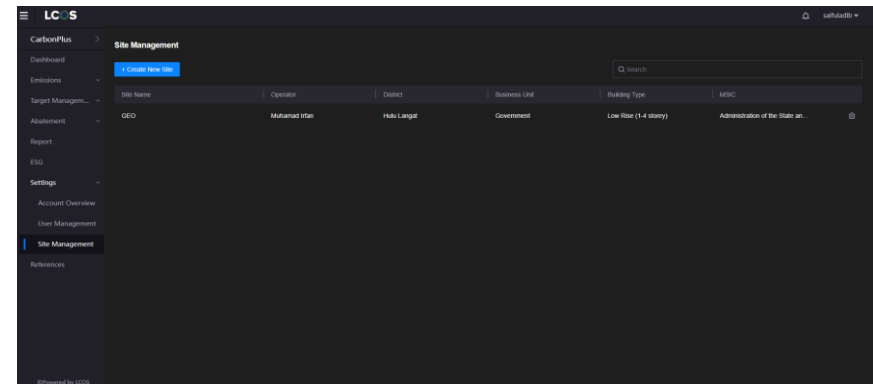 LCOS
saifuladib
CarbonPlus
Dashboard
Emissions
Target Managem...
Abatement
Report
ESG
Settings
Account Overview
User Management
Site Management
References
©Powered by LCOS
Site Management
+ Create New Site
Search
Site Name Operator District Business Unit Building Type MSIC
GEO Muhamad Irfan Hulu Langat Government Low Rise (1-4 storey) Administration of the State an...